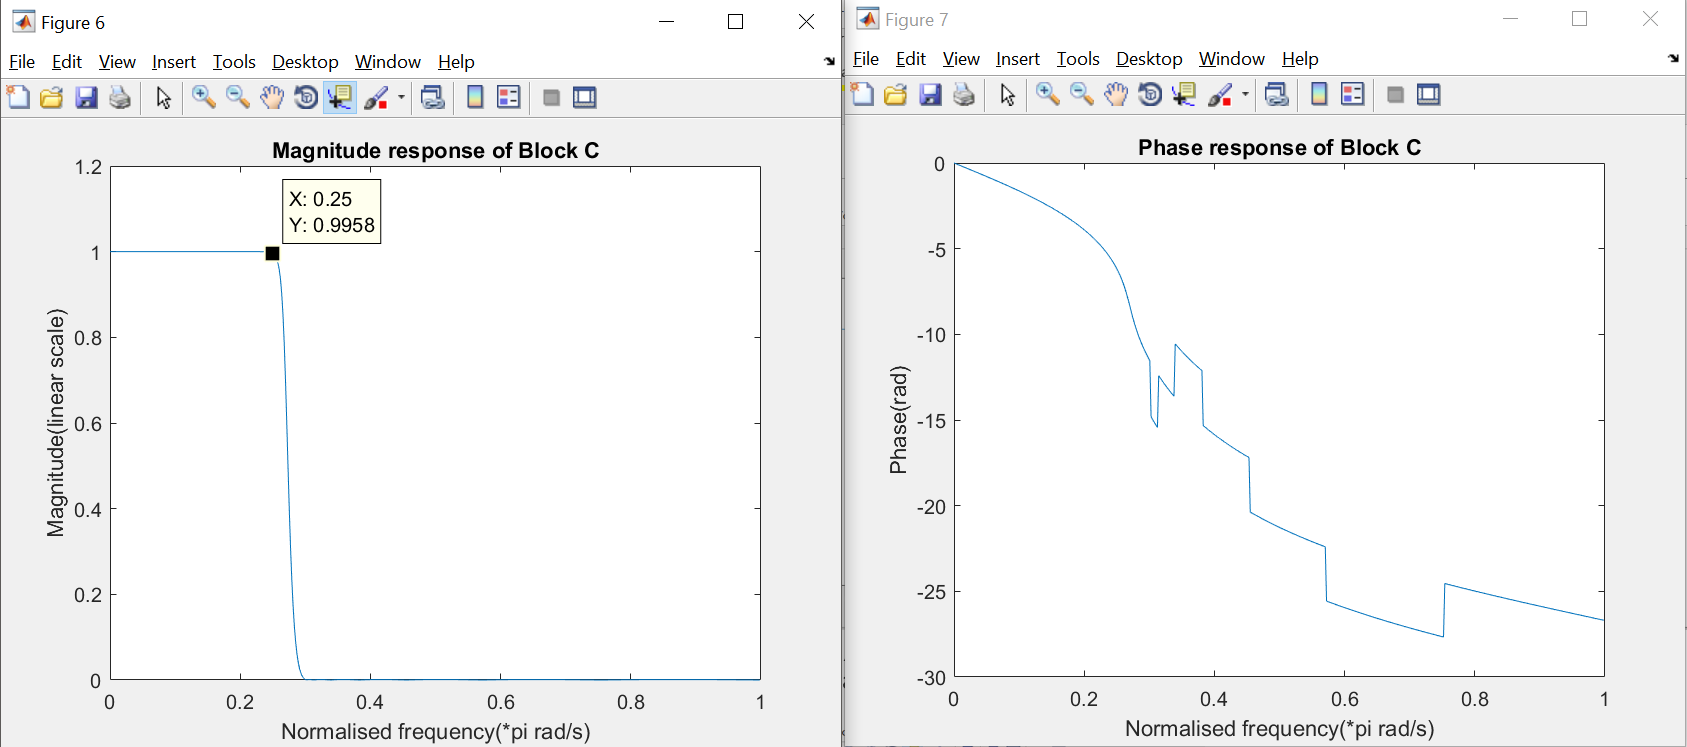 Figure 6
File Edit View Insert Tools Desktop Window Help
Magnitude response of Block C
1.2
1
0.8
0.6
0.4
0.2
0
Magnitude(linear scale)
X: 0.25
Y: 0.9958
0 0.2 0.4 0.6 0.8 1
Normalised frequency(*pi rad/s)
Figure 7
File Edit View Insert Tools Desktop Window Help
Phase response of Block C
0
-5
-10
-15
-20
-25
-30
Phase(rad)
0 0.2 0.4 0.6 0.8 1
Normalised frequency(*pi rad/s)